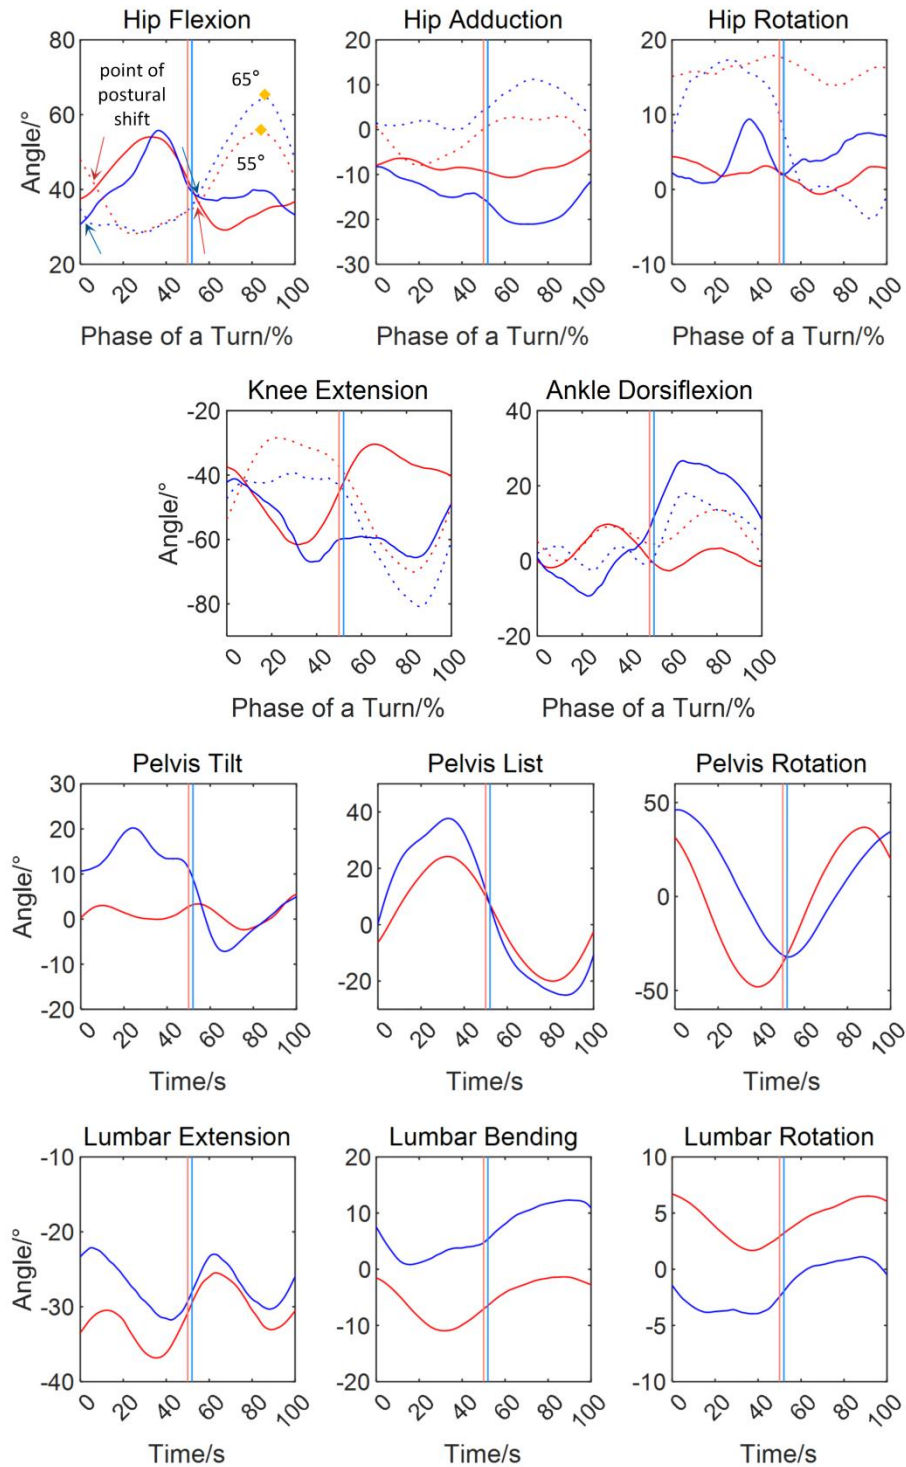 Hip Flexion
80
60
40
20
point of
postural
shift
65°
55°
Angle/°
0 20 40 60 80 100
Phase of a Turn/%
Hip Adduction
20
10
0
-10
-20
-30
0 20 40 60 80 100
Phase of a Turn/%
Hip Rotation
20
10
0
-10
0 20 40 60 80 100
Phase of a Turn/%
Knee Extension
-20
-40
-60
-80
Angle/°
0 20 40 60 80 100
Phase of a Turn/%
Ankle Dorsiflexion
40
20
0
-20
0 20 40 60 80 100
Phase of a Turn/%
Pelvis Tilt
30
20
10
0
-10
-20
Angle/°
0 20 40 60 80 100
Time/s
Pelvis List
40
20
0
-20
0 20 40 60 80 100
Time/s
Pelvis Rotation
50
0
-50
0 20 40 60 80 100
Time/s
Lumbar Extension
-10
-20
-30
-40
Angle/°
0 20 40 60 80 100
Time/s
Lumbar Bending
20
10
0
-10
-20
0 20 40 60 80 100
Time/s
Lumbar Rotation
10
5
0
-5
-10
0 20 40 60 80 100
Time/s